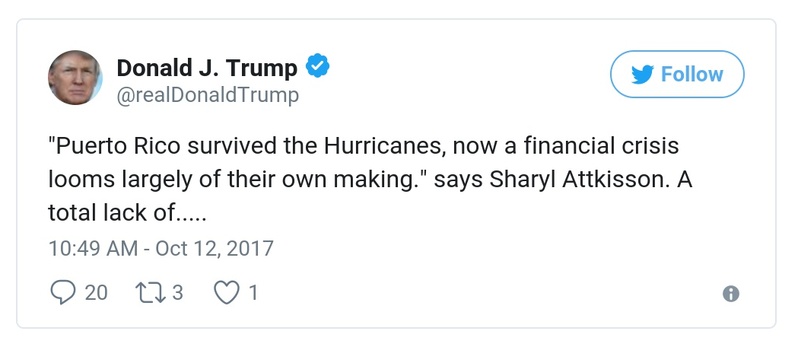 Donald J. Trump
Follow
@realDonaldTrump
"Puerto Rico survived the Hurricanes, now a financial crisis
looms largely of their own making." says Sharyl Attkisson. A
total lack of.....
10:49 AM - Oct 12, 2017
20 3 1